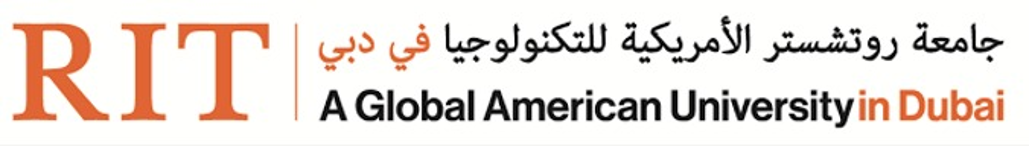 RIT
جامعة روتشستر الأمريكية للتكنولوجيا في دبي
A Global American University in Dubai